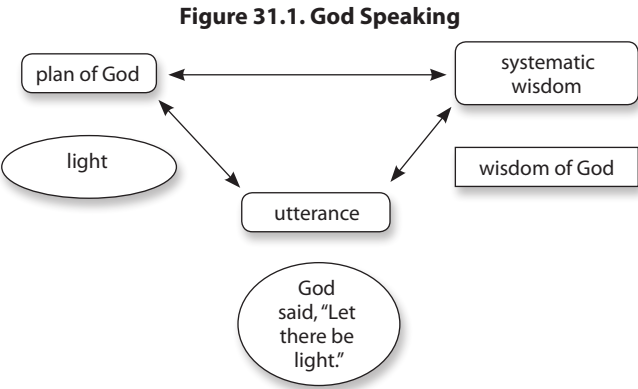 Figure 31.1. God Speaking
plan of God
systematic
wisdom
light
wisdom of God
utterance
God
said, “Let
there be
light.”